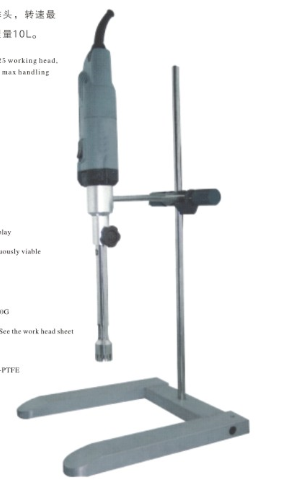 头，转速最
量10L。
25 working head,
max handling
play
uously viable
0G
See the work head sheet
-PTFE